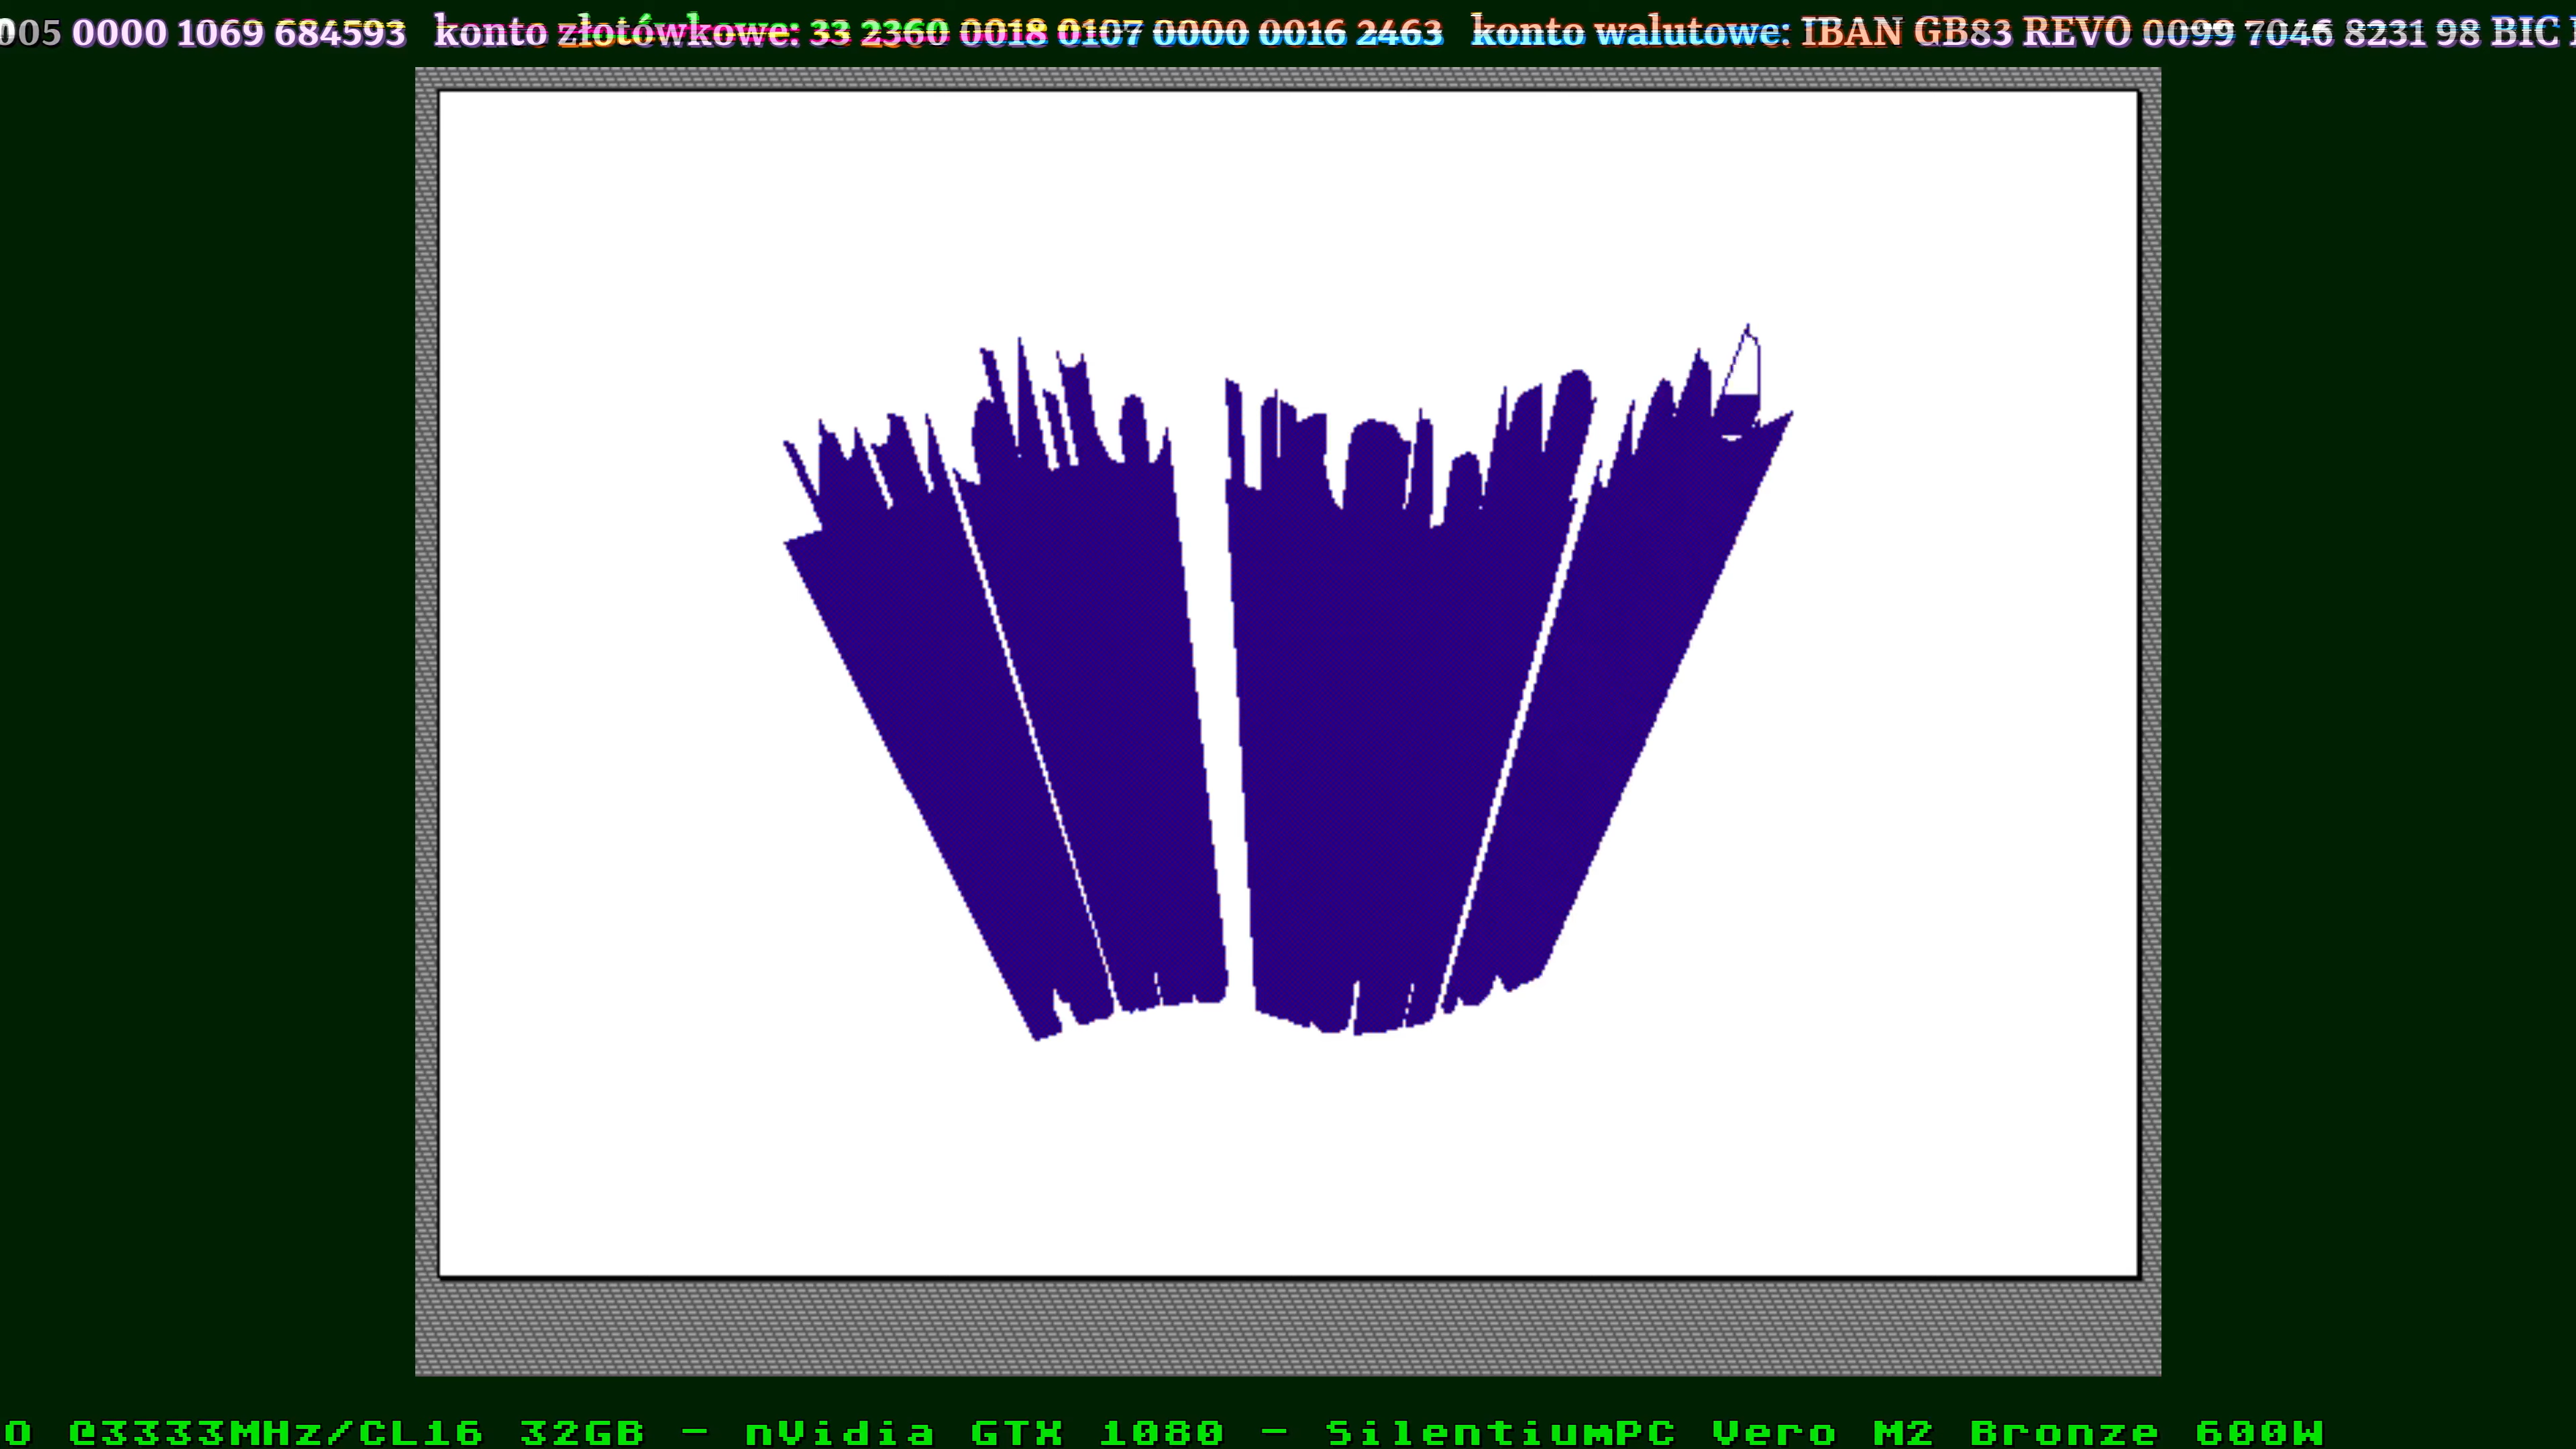 005 0000 1069 684593 konto złotówkowe: 33 2360 0018 0107 0000 0016 2463 konto walutowe: IBAN GB83 REVO 0099 7046 8231 98 BIC
O @3333MHz/CL16 32GB - nVidia GTX 1080 - SilentiumPC Vero M2 Bronze 600W